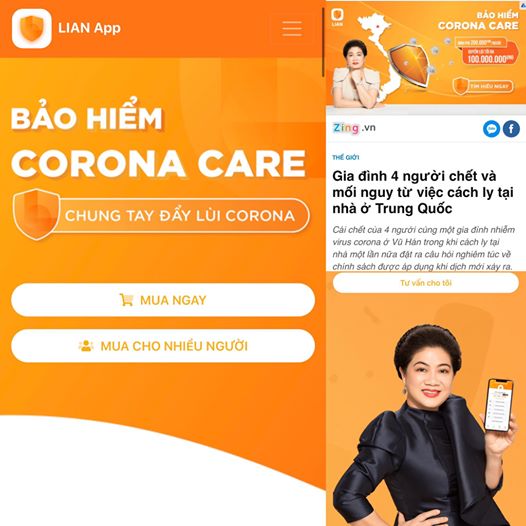 LIAN App
BẢO HIỂM
CORONA CARE
CHUNG TAY ĐẨY LÙI CORONA
MUA NGAY
MUA CHO NHIỀU NGƯỜI
LIAN
BẢO HIỂM
CORONA CARE
100.000.000
TÌM HIỂU NGAY
Zing.vn
THẾ GIỚI
Gia đình 4 người chết và
mối nguy từ việc cách ly tại
nhà ở Trung Quốc
Cái chết của 4 người cùng một gia đình nhiễm
virus corona ở Vũ Hán trong khi cách ly tại
nhà một lần nữa đặt ra câu hỏi nghiêm túc về
chính sách được áp dụng khi dịch mới xảy ra.
Tư vấn cho tôi